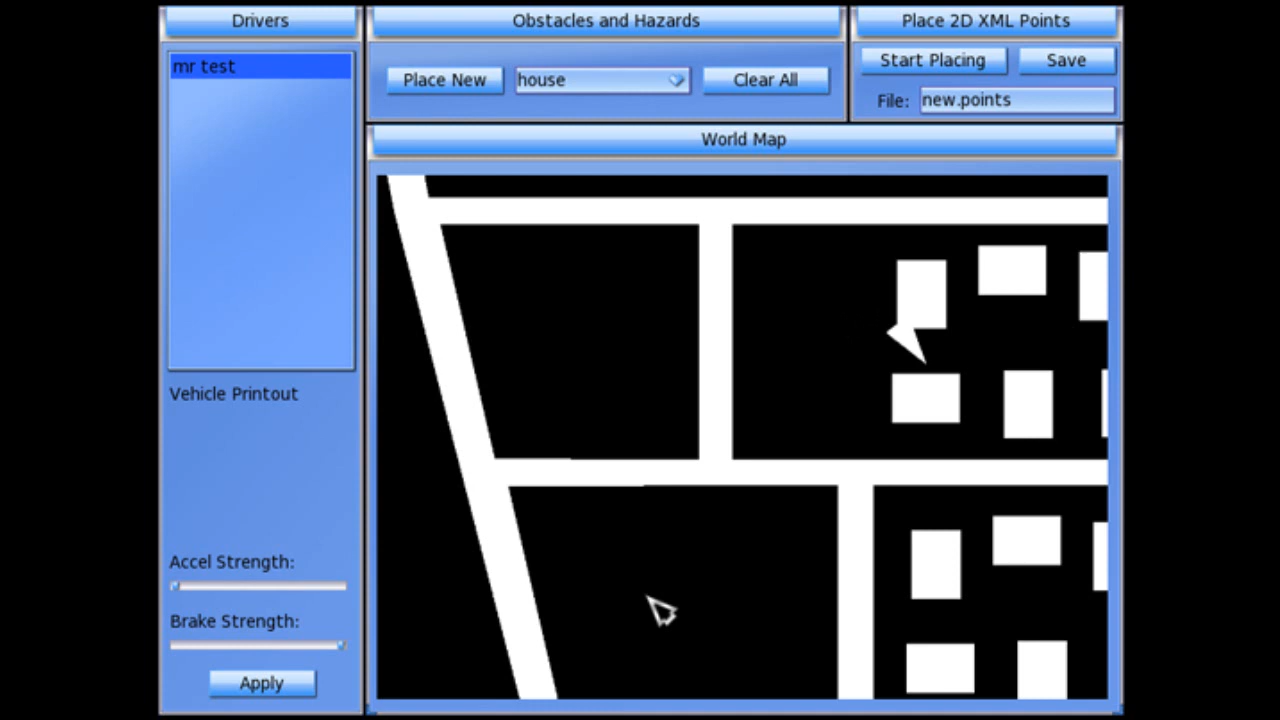 Drivers
mr test
Vehicle Printout
Accel Strength:
Brake Strength:
Apply
Obstacles and Hazards
Place New
house
Clear All
Place 2D XML Points
Start Placing
Save
File:
new.points
World Map